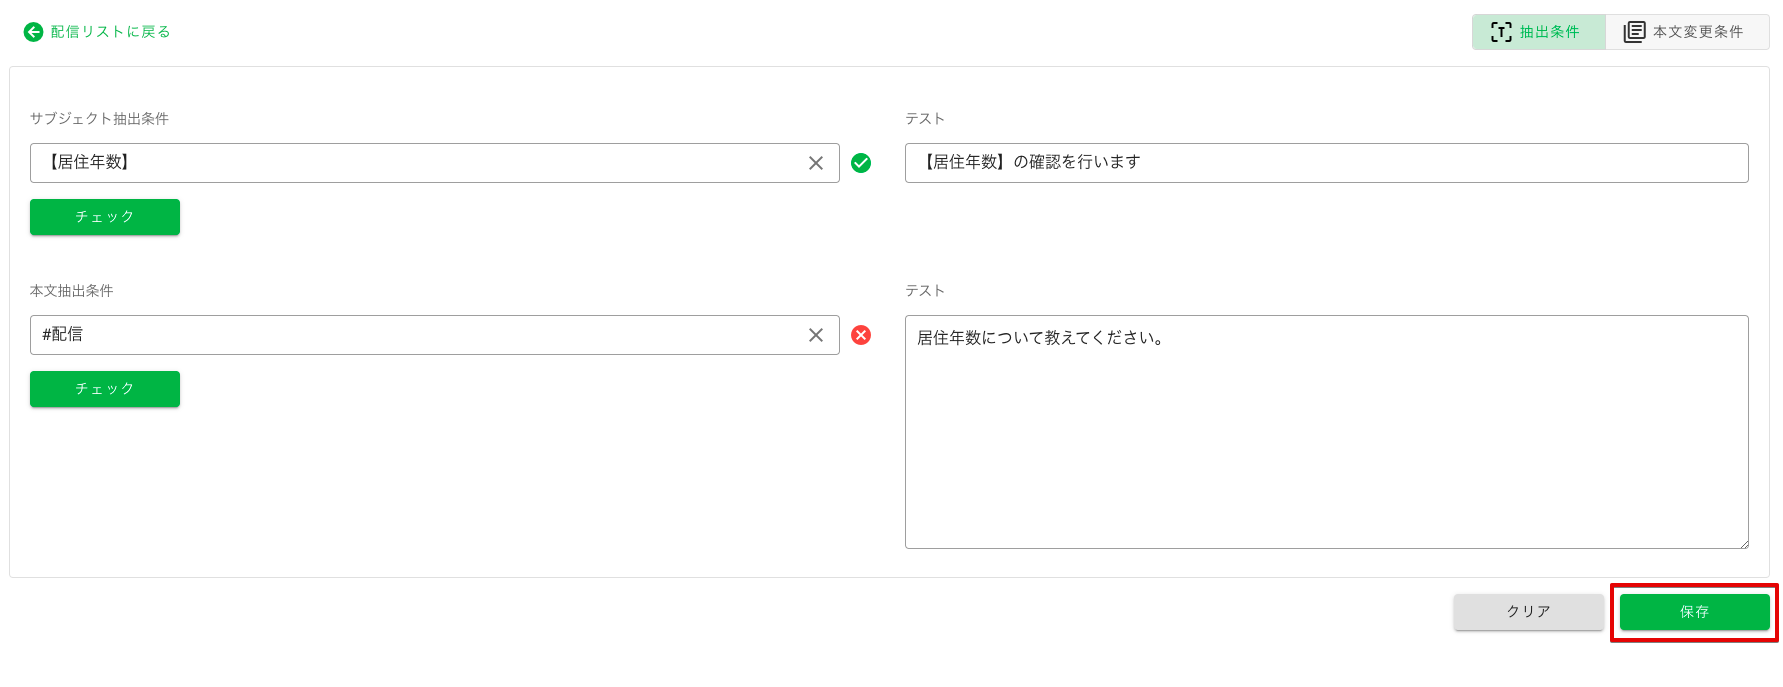 配信リストに戻る
抽出条件
本文変更条件
サブジェクト抽出条件
テスト
【居住年数】
【居住年数】の確認を行います
チェック
本文抽出条件
テスト
#配信
居住年数について教えてください。
チェック
クリア
保存